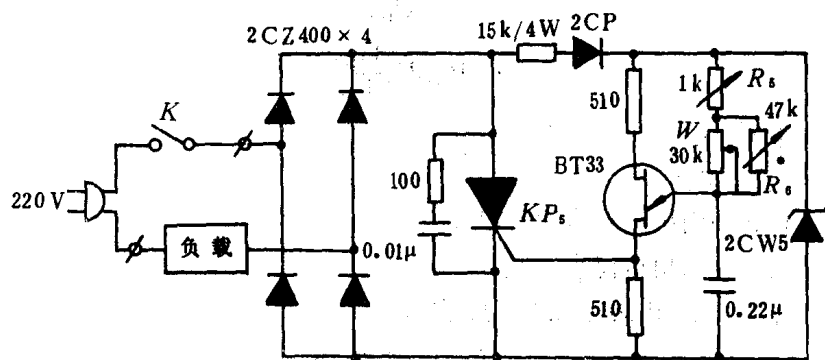 2CZ400×4
15k/4W
2CP
K
220V
负载
0.01μ
100
KP₅
510
BT33
510
1k
R₅
W
30k
47k
R₆
2CW5
0.22μ